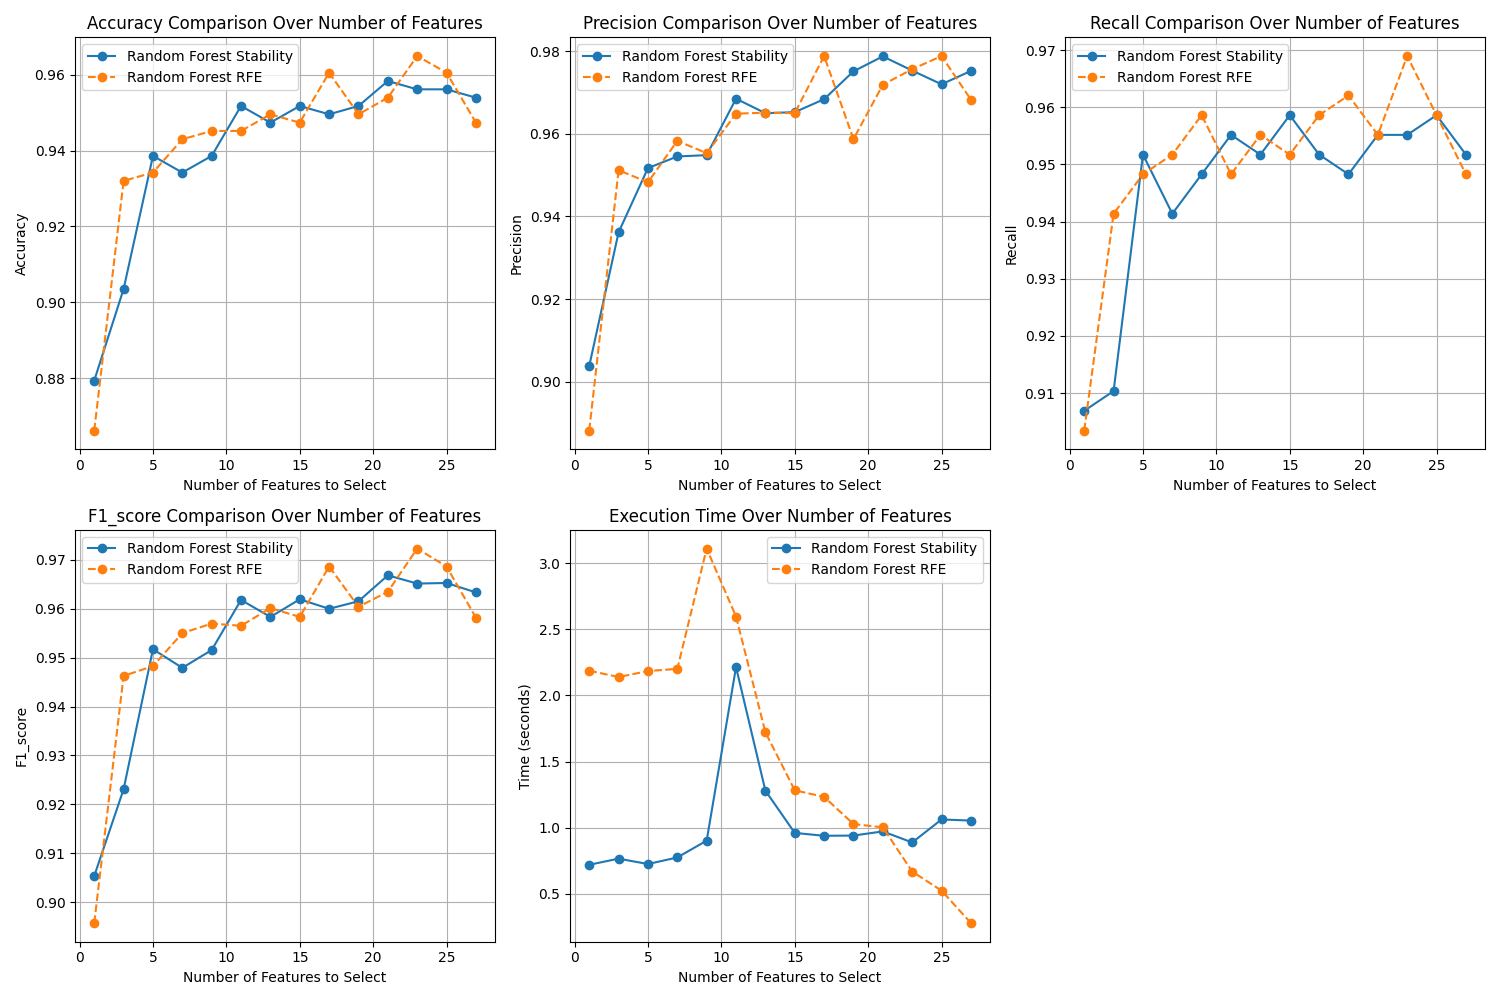 Accuracy Comparison Over Number of Features
Random Forest Stability
Random Forest RFE
0.96
0.94
0.92
0.90
0.88
Accuracy
0 5 10 15 20 25
Number of Features to Select
Precision Comparison Over Number of Features
Random Forest Stability
Random Forest RFE
0.98
0.96
0.94
0.92
0.90
Precision
0 5 10 15 20 25
Number of Features to Select
Recall Comparison Over Number of Features
Random Forest Stability
Random Forest RFE
0.97
0.96
0.95
0.94
0.93
0.92
0.91
Recall
0 5 10 15 20 25
Number of Features to Select
F1_score Comparison Over Number of Features
Random Forest Stability
Random Forest RFE
0.97
0.96
0.95
0.94
0.93
0.92
0.91
0.90
F1_score
0 5 10 15 20 25
Number of Features to Select
Execution Time Over Number of Features
Random Forest Stability
Random Forest RFE
3.0
2.5
2.0
1.5
1.0
0.5
Time (seconds)
0 5 10 15 20 25
Number of Features to Select